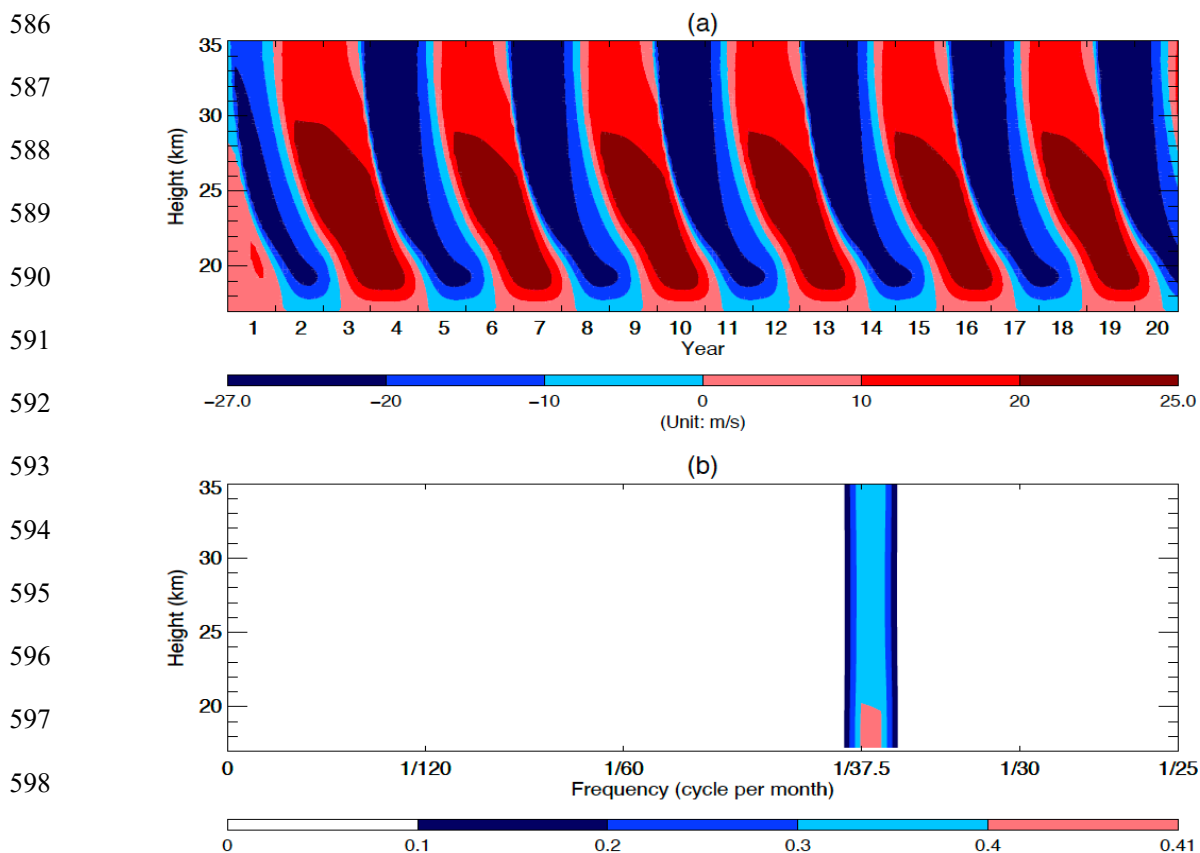 586
(a)
35
587
30
588
Height (km)
25
589
590
20
1 2 3 4 5 6 7 8 9 10 11 12 13 14 15 16 17 18 19 20
591
Year
592
−27.0 −20 −10 0 10 20 25.0
(Unit: m/s)
593
(b)
35
594
30
595
Height (km)
25
596
20
597
0 1/120 1/60 1/37.5 1/30 1/25
598
Frequency (cycle per month)
0 0.1 0.2 0.3 0.4 0.41